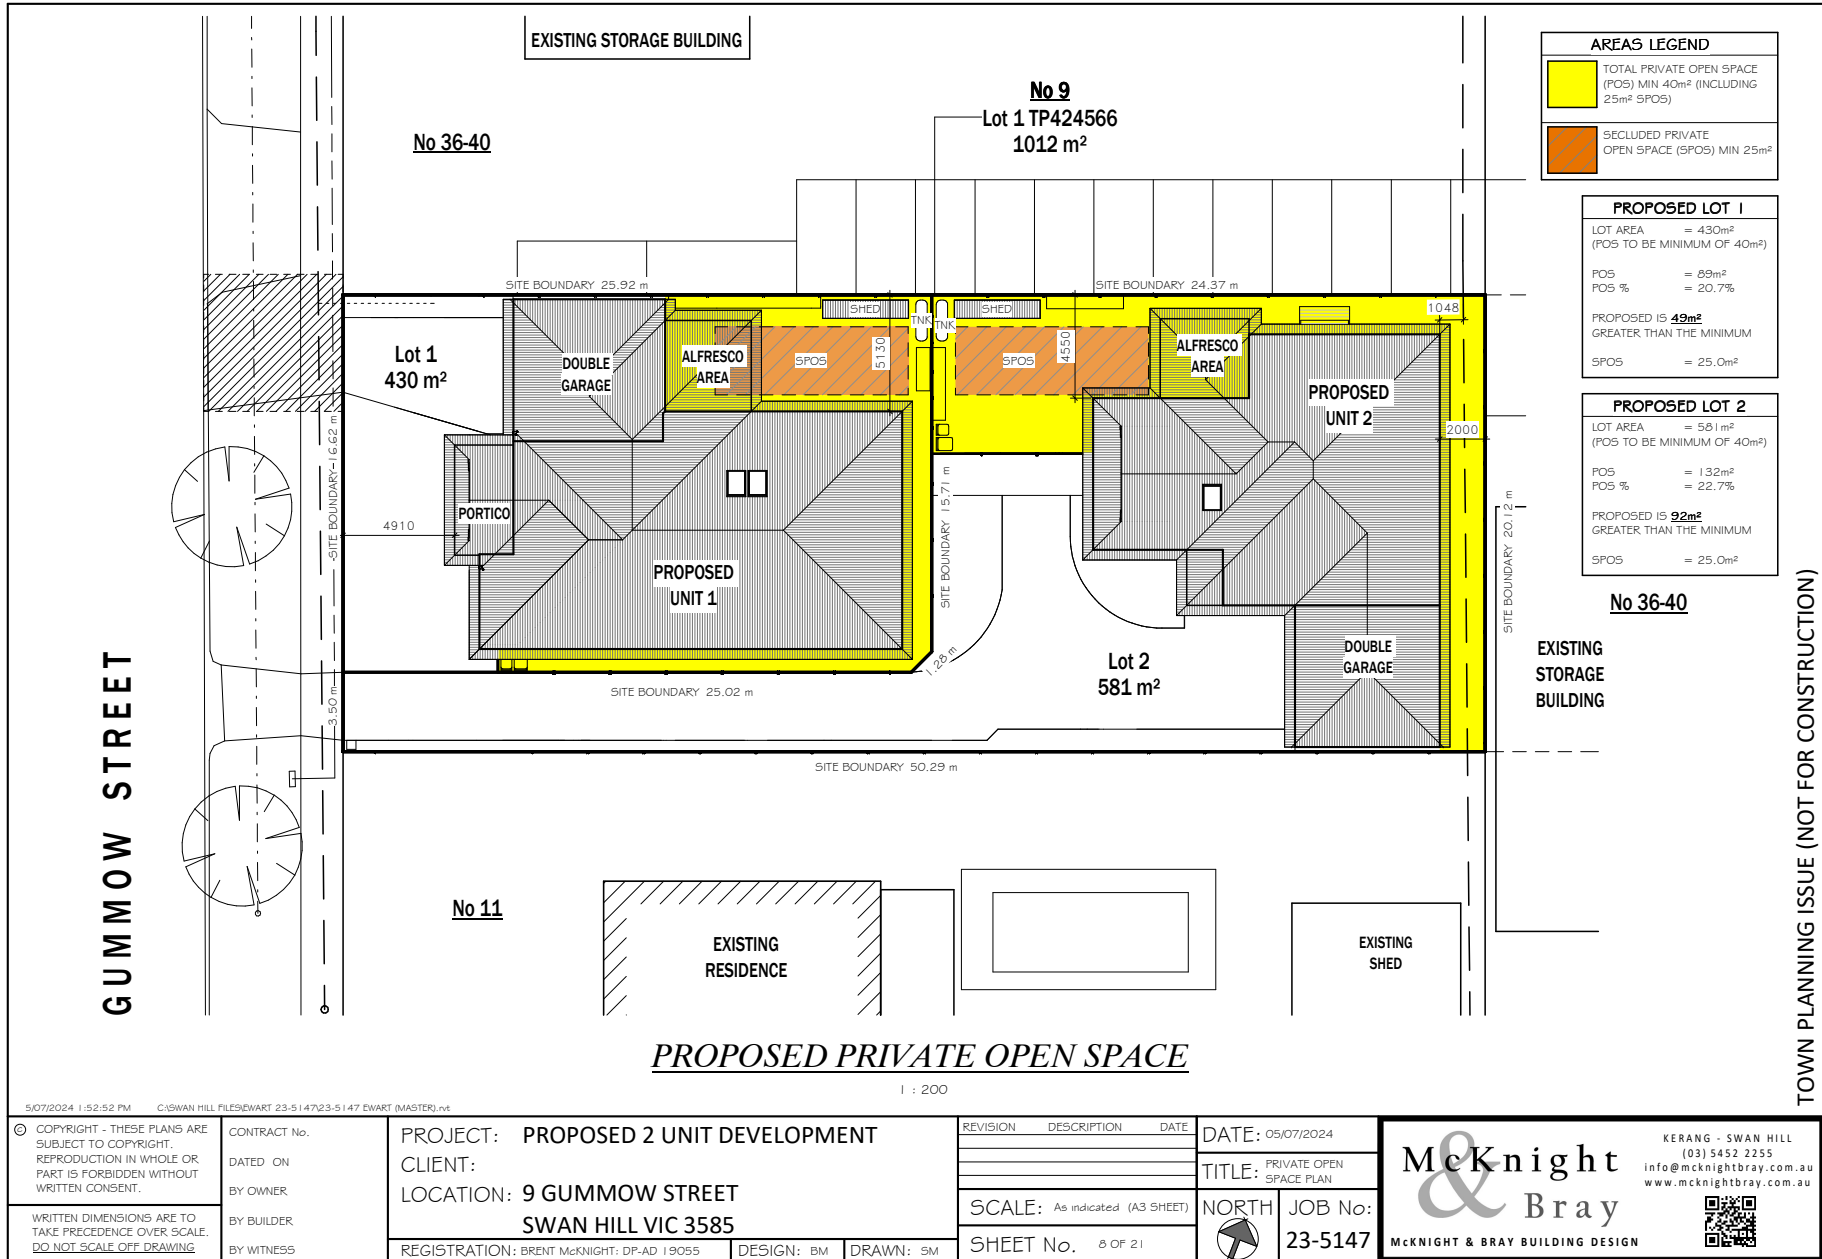 EXISTING STORAGE BUILDING
No 36-40
No 9
Lot 1 TP424566
1012 m²
AREAS LEGEND
TOTAL PRIVATE OPEN SPACE
(POS) MIN 40m² (INCLUDING
25m² SPOS)
SECLUDED PRIVATE
OPEN SPACE (SPOS) MIN 25m²
PROPOSED LOT 1
LOT AREA = 430m²
(POS TO BE MINIMUM OF 40m²)
POS = 89m²
POS % = 20.7%
PROPOSED IS 49m²
GREATER THAN THE MINIMUM
SPOS = 25.0m²
PROPOSED LOT 2
LOT AREA = 581m²
(POS TO BE MINIMUM OF 40m²)
POS = 132m²
POS % = 22.7%
PROPOSED IS 92m²
GREATER THAN THE MINIMUM
SPOS = 25.0m²
No 36-40
EXISTING
STORAGE
BUILDING
SITE BOUNDARY 25.92 m
SITE BOUNDARY 24.37 m
Lot 1
430 m²
DOUBLE
GARAGE
ALFRESCO
AREA
SHED
SPOS
5130
TNK
TNK
SHED
SPOS
4550
ALFRESCO
AREA
1048
PROPOSED
UNIT 2
2000
SITE BOUNDARY 16.62 m
PORTICO
4910
PROPOSED
UNIT 1
SITE BOUNDARY 15.71 m
SITE BOUNDARY 20.12 m
1.28 m
Lot 2
581 m²
DOUBLE
GARAGE
3.50 m
SITE BOUNDARY 25.02 m
SITE BOUNDARY 50.29 m
GUMMOW STREET
No 11
EXISTING
RESIDENCE
EXISTING
SHED
TOWN PLANNING ISSUE (NOT FOR CONSTRUCTION)
PROPOSED PRIVATE OPEN SPACE
1 : 200
5/07/2024 1:52:52 PM C:\SWAN HILL FILES\EWART 23-5147\23-5147 EWART (MASTER).rvt
© COPYRIGHT - THESE PLANS ARE
SUBJECT TO COPYRIGHT.
REPRODUCTION IN WHOLE OR
PART IS FORBIDDEN WITHOUT
WRITTEN CONSENT.
WRITTEN DIMENSIONS ARE TO
TAKE PRECEDENCE OVER SCALE.
DO NOT SCALE OFF DRAWING
CONTRACT No.
DATED ON
BY OWNER
BY BUILDER
BY WITNESS
PROJECT: PROPOSED 2 UNIT DEVELOPMENT
CLIENT:
LOCATION: 9 GUMMOW STREET
SWAN HILL VIC 3585
REGISTRATION: BRENT McKNIGHT: DP-AD 19055
DESIGN: BM
DRAWN: SM
REVISION DESCRIPTION DATE
SCALE: As indicated (A3 SHEET)
SHEET No. 8 OF 21
DATE: 05/07/2024
TITLE: PRIVATE OPEN
SPACE PLAN
NORTH
JOB No:
23-5147
McKnight
&
Bray
McKNIGHT & BRAY BUILDING DESIGN
KERANG - SWAN HILL
(03) 5452 2255
info@mcknightbray.com.au
www.mcknightbray.com.au